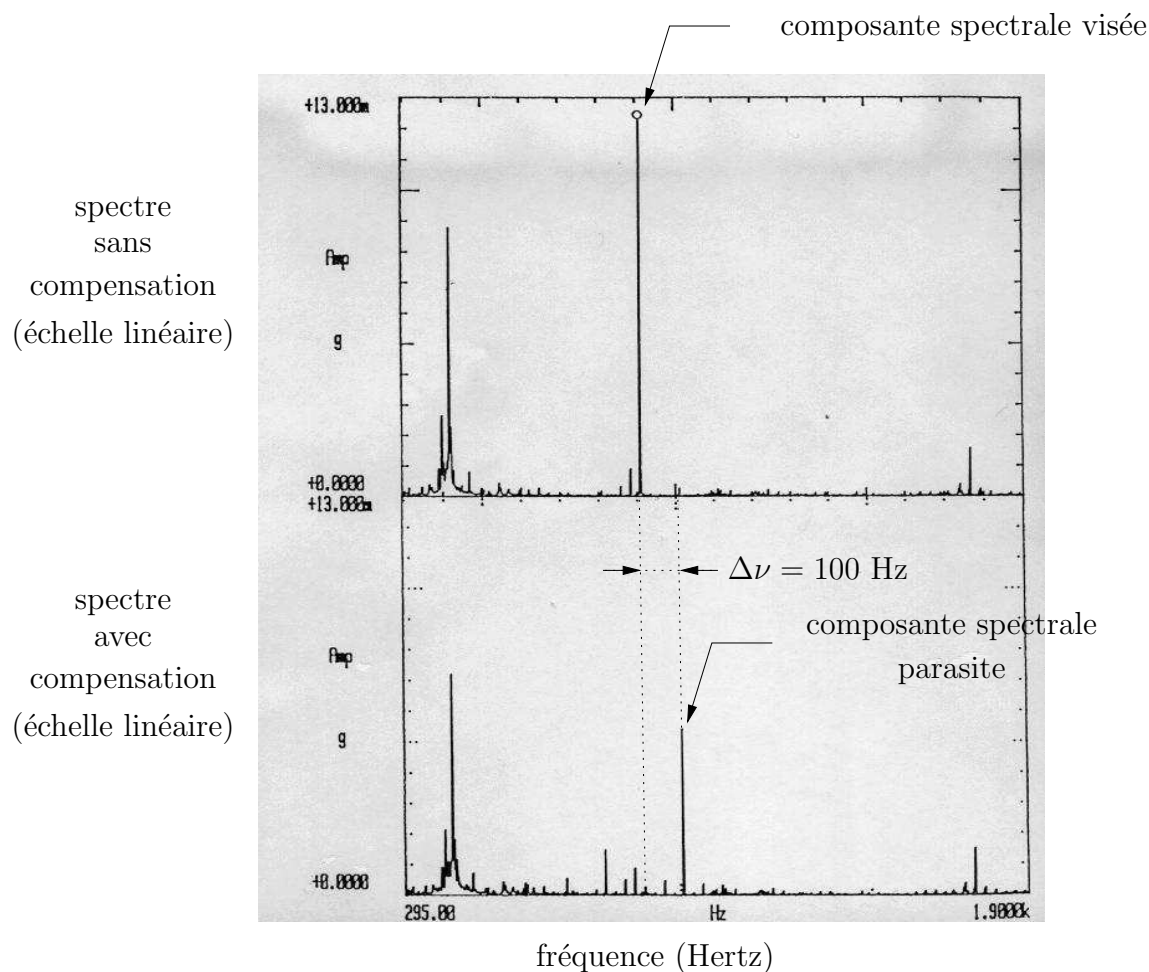 composante spectrale visée
+13.000m
spectre
sans
compensation
(échelle linéaire)
Amp
g
+0.0000
+13.000m
Δν = 100 Hz
composante spectrale
parasite
spectre
avec
compensation
(échelle linéaire)
Amp
g
+0.0000
295.00
Hz
1.9000k
fréquence (Hertz)